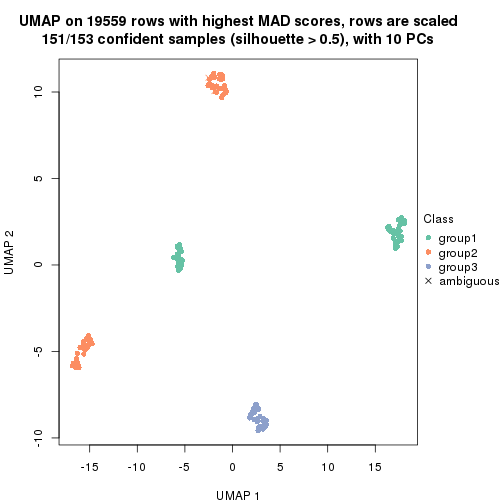 UMAP on 19559 rows with highest MAD scores, rows are scaled
151/153 confident samples (silhouette > 0.5), with 10 PCs
UMAP 2
10
5
0
-5
-10
-15
-10
-5
0
5
10
15
UMAP 1
Class
group1
group2
group3
ambiguous